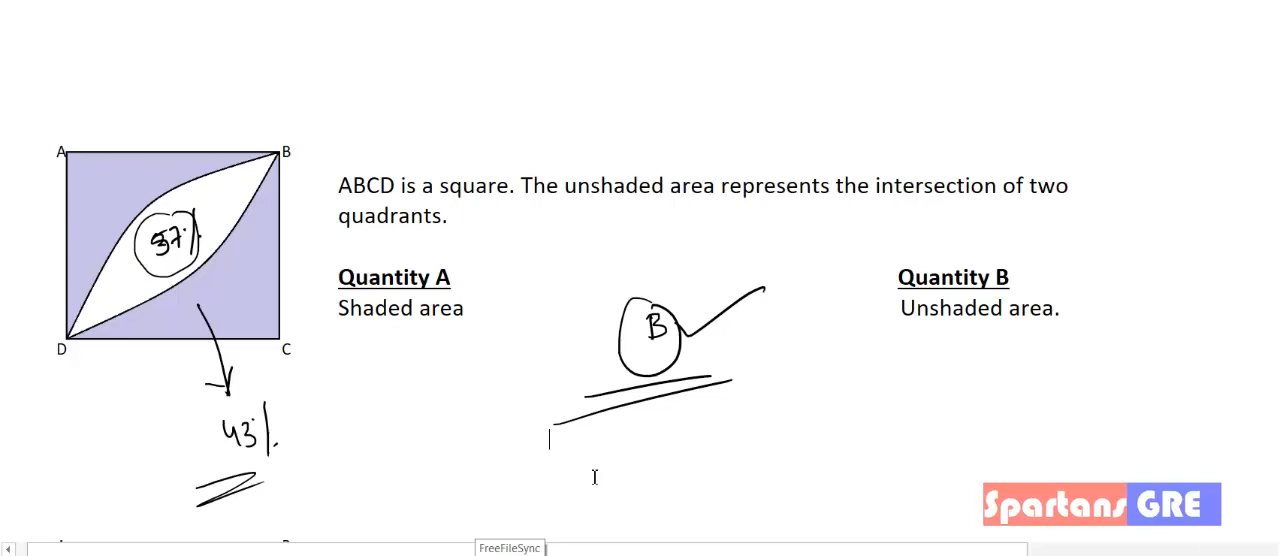 A B
ABCD is a square. The unshaded area represents the intersection of two
quadrants.
57%
Quantity A Quantity B
Shaded area Unshaded area.
B
D C
43%
Spartans GRE
FreeFileSync